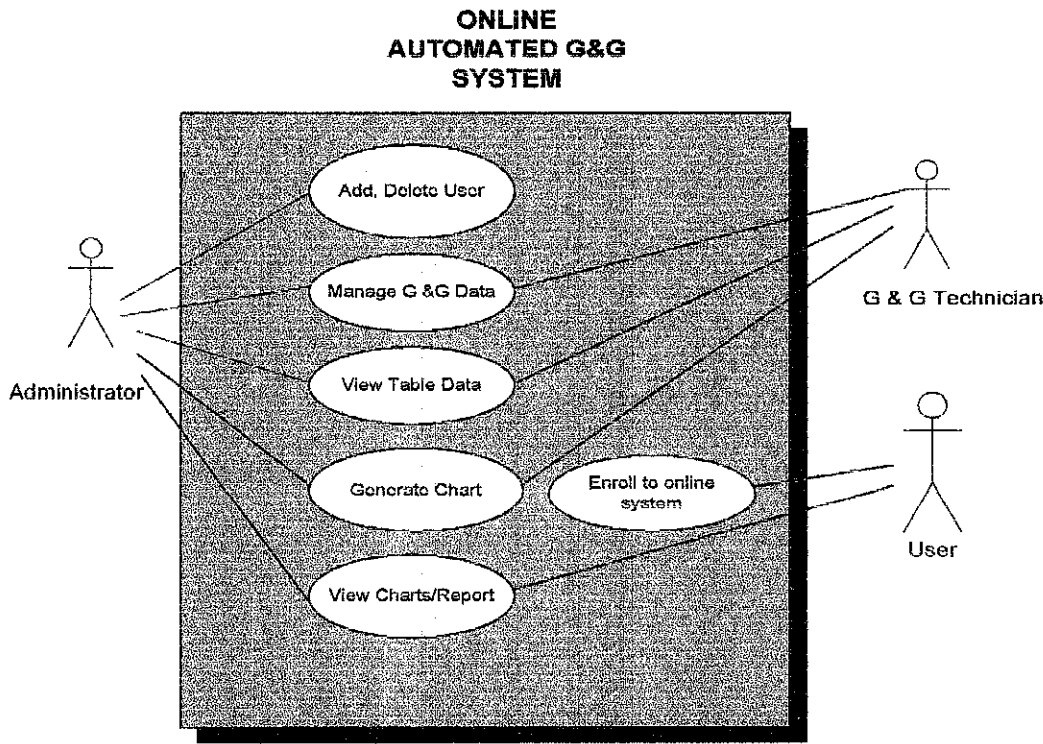 ONLINE
AUTOMATED G&G
SYSTEM
Add, Delete User
Manage G &G Data
G & G Technician
View Table Data
Administrator
Generate Chart
Enroll to online
system
User
View Charts/Report